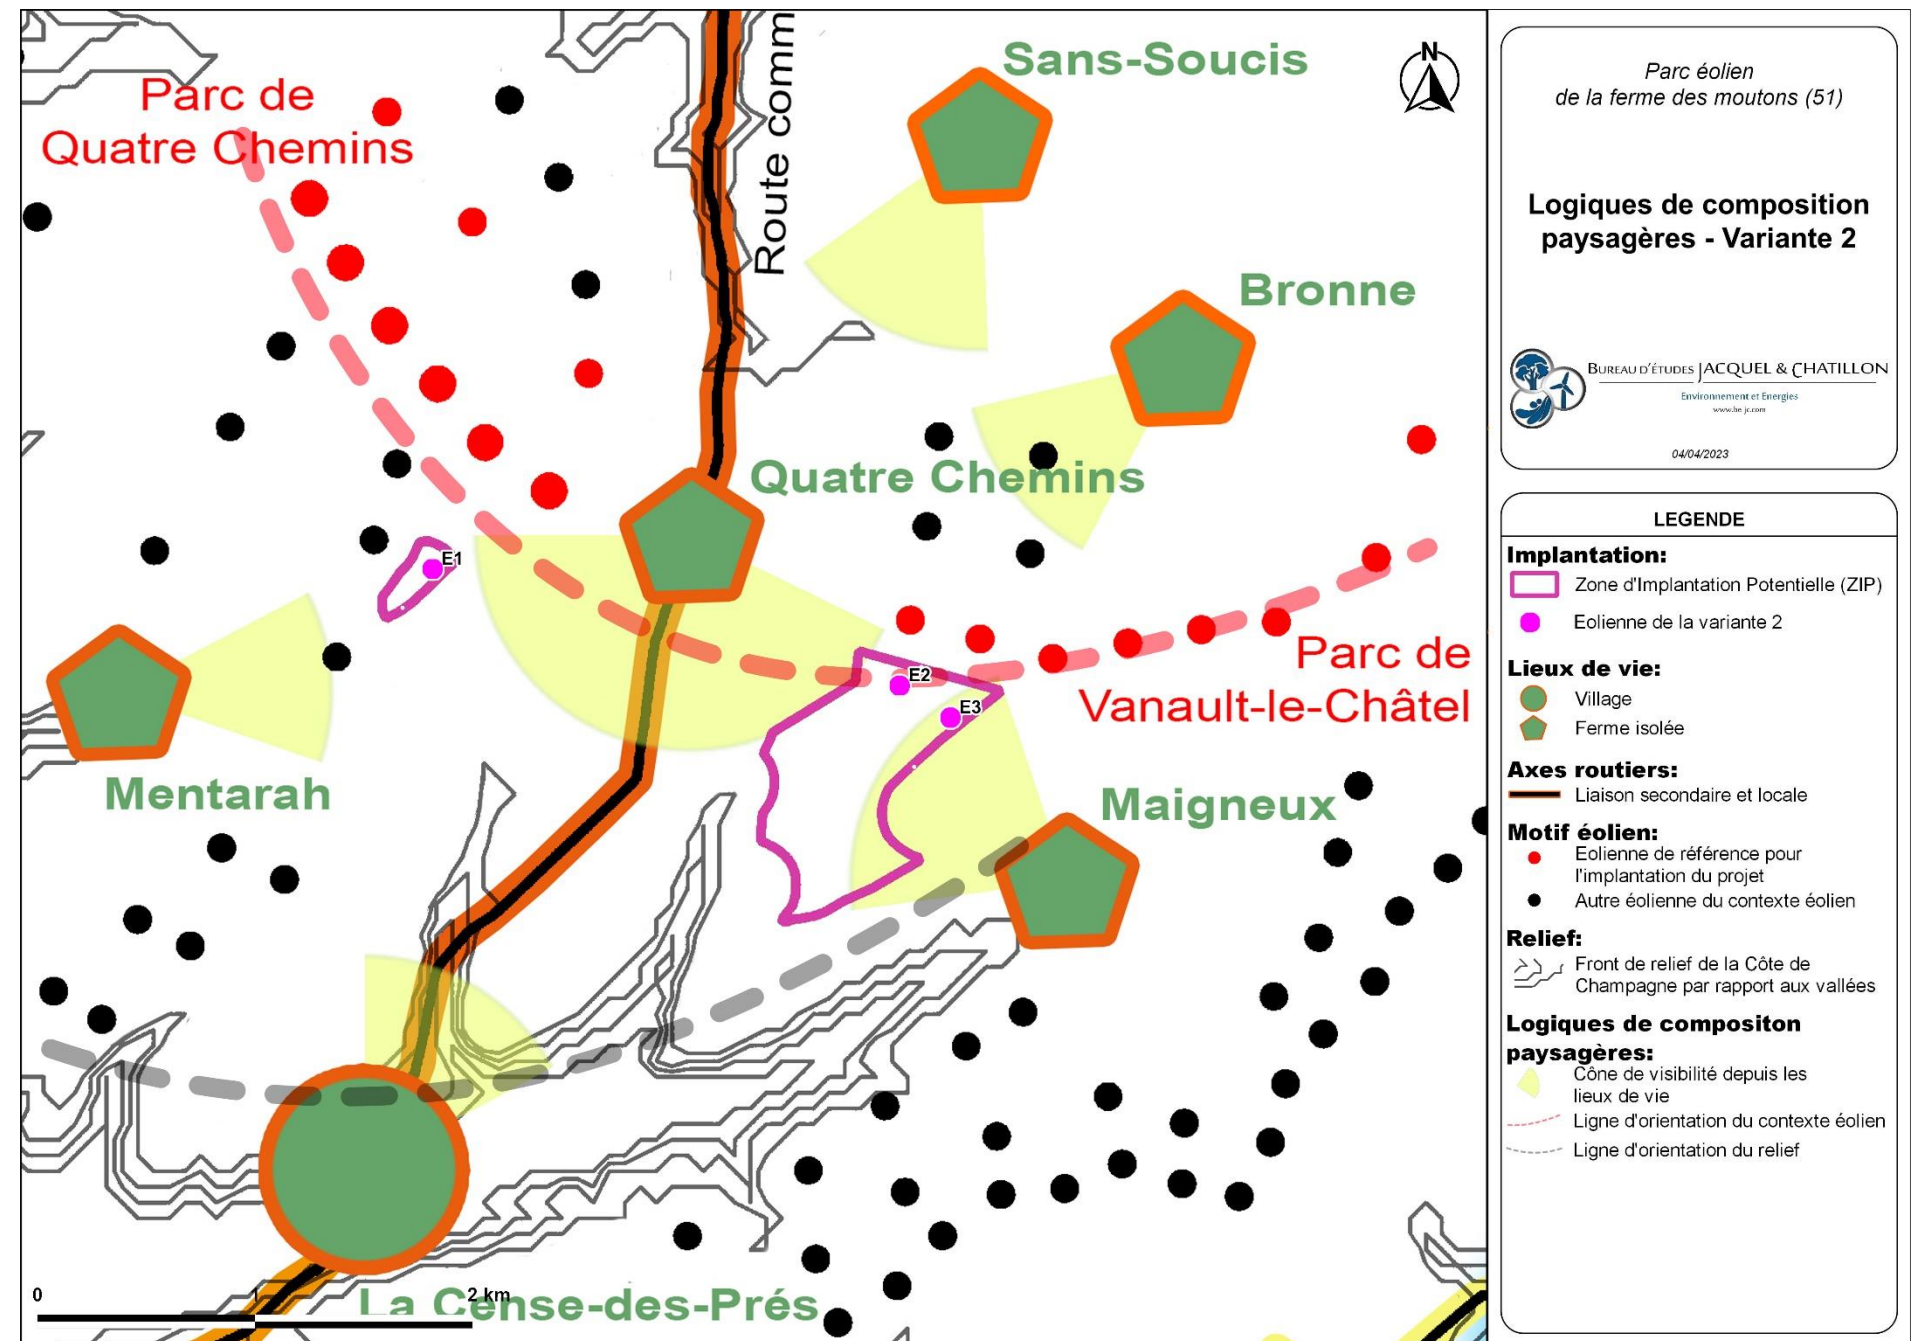 Sans-Soucis
Parc de
Quatre Chemins
Route comm
N
Bronne
Quatre Chemins
E1
E2
E3
Parc de
Vanault-le-Châtel
Mentarah
Maigneux
La Cense-des-Prés
0
1
2 km
Parc éolien
de la ferme des moutons (51)
Logiques de composition
paysagères - Variante 2
BUREAU D'ÉTUDES JACQUEL & CHATILLON
Environnement et Energies
www.be-jc.com
04/04/2023
LEGENDE
Implantation:
Zone d'Implantation Potentielle (ZIP)
Eolienne de la variante 2
Lieux de vie:
Village
Ferme isolée
Axes routiers:
Liaison secondaire et locale
Motif éolien:
Eolienne de référence pour
l'implantation du projet
Autre éolienne du contexte éolien
Relief:
Front de relief de la Côte de
Champagne par rapport aux vallées
Logiques de compositon
paysagères:
Cône de visibilité depuis les
lieux de vie
Ligne d'orientation du contexte éolien
Ligne d'orientation du relief